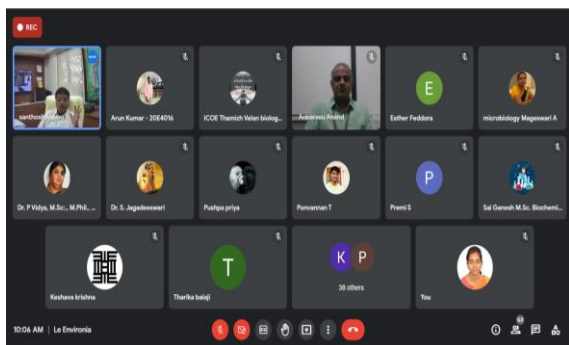 REC
santhosh babu
Arun Kumar - 20E4016
ICOE Thamizh Velan biolog...
Anbarasu Anand
Esther Feddora
microbiology Mageswari A
Dr. P Vidya, M.Sc., M.Phil., ...
Dr. S. Jagadeeswari
Pushpa priya
Ponvannan T
Premi S
Sai Ganesh M.Sc. Biochemi...
Keshava krishna
Tharika balaji
38 others
You
E
P
T
K P
10:06 AM | Le Environia
53